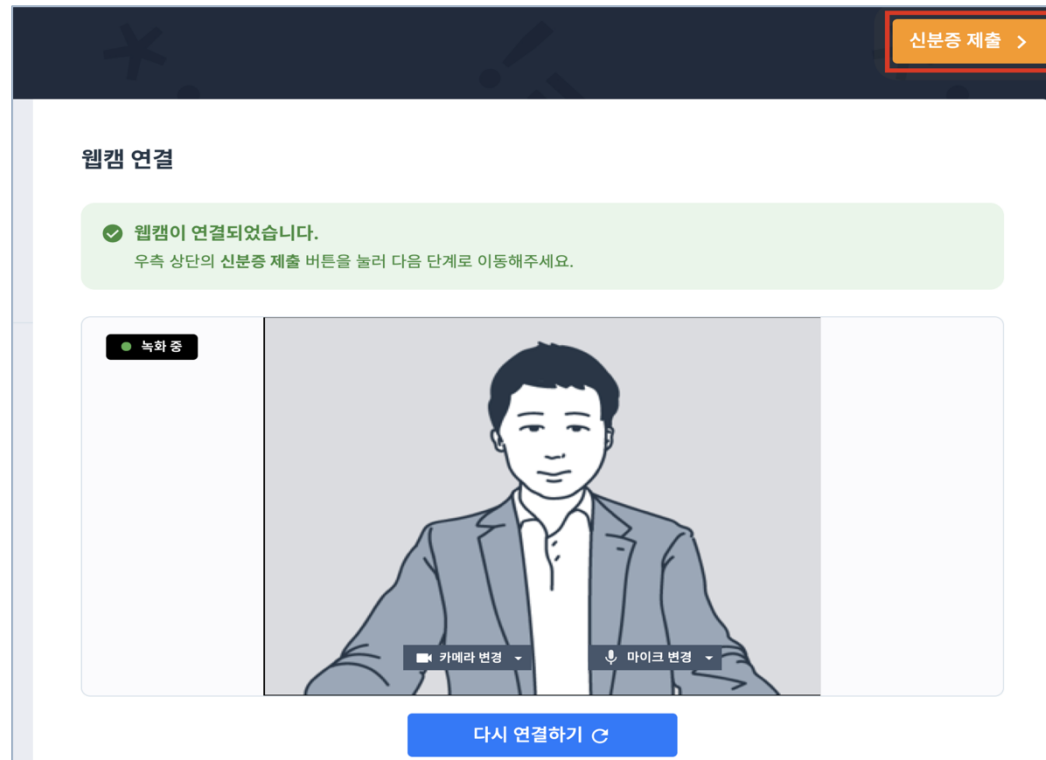 신분증 제출
웹캠 연결
웹캠이 연결되었습니다.
우측 상단의 신분증 제출 버튼을 눌러 다음 단계로 이동해주세요.
녹화 중
카메라 변경
마이크 변경
다시 연결하기